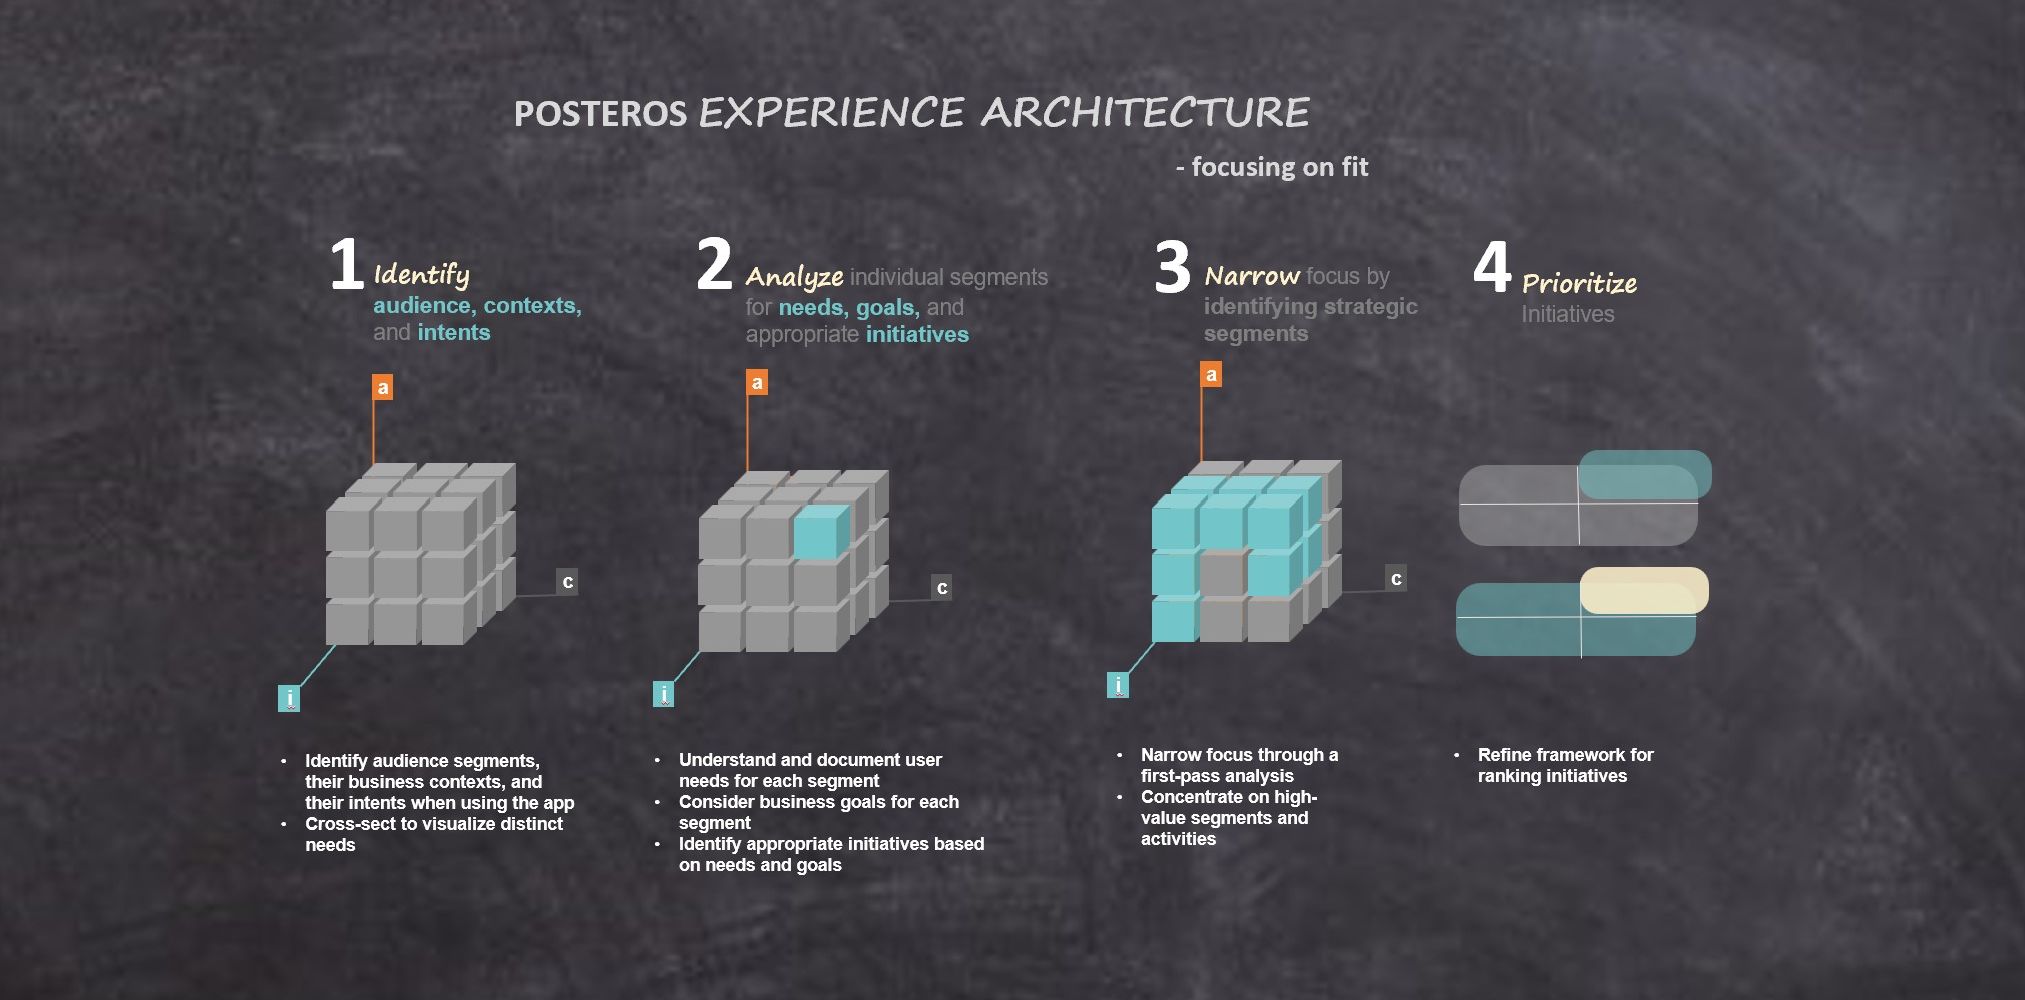 POSTEROS EXPERIENCE ARCHITECTURE
- focusing on fit
1 Identify
audience, contexts,
and intents
a
c
i
• Identify audience segments,
their business contexts, and
their intents when using the app
• Cross-sect to visualize distinct
needs
2 Analyze individual segments
for needs, goals, and
appropriate initiatives
a
c
i
• Understand and document user
needs for each segment
• Consider business goals for each
segment
• Identify appropriate initiatives based
on needs and goals
3 Narrow focus by
identifying strategic
segments
a
c
i
• Narrow focus through a
first-pass analysis
• Concentrate on high-
value segments and
activities
4 Prioritize
Initiatives
• Refine framework for
ranking initiatives